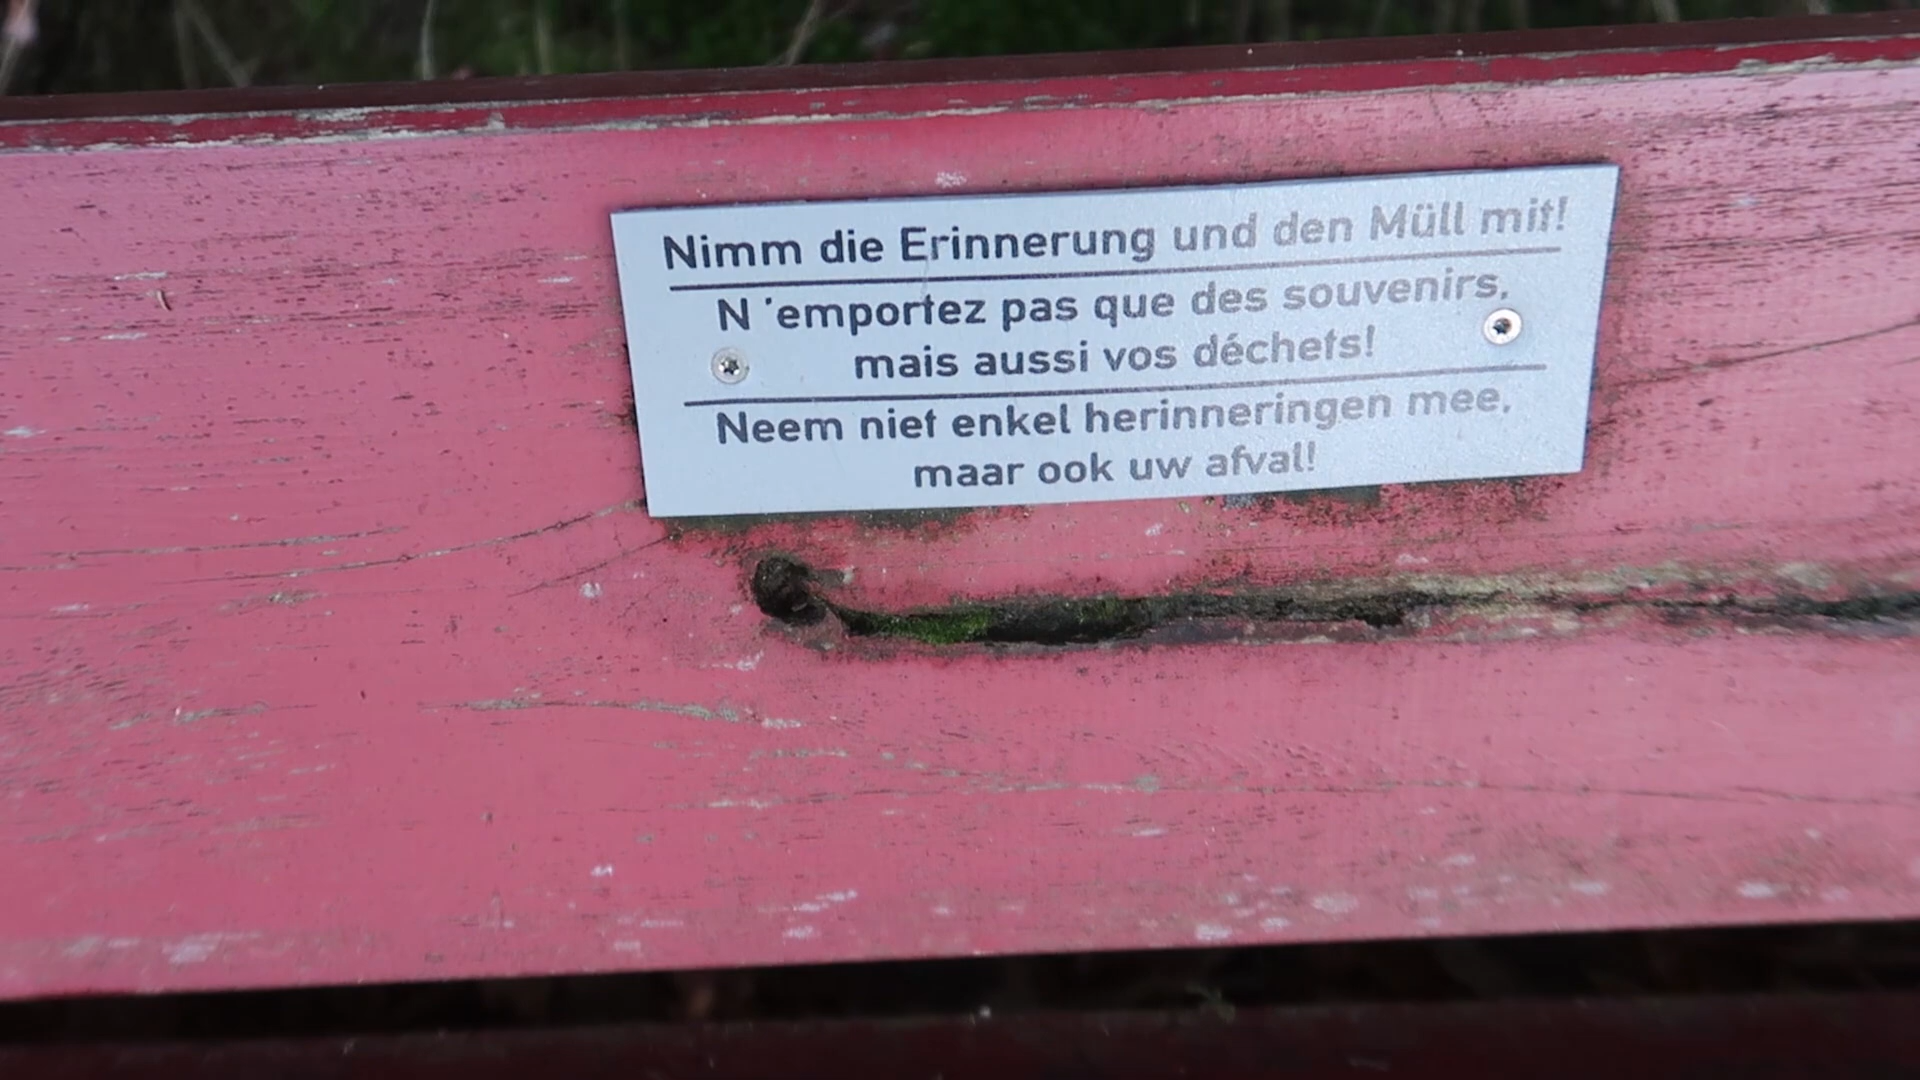 Nimm die Erinnerung und den Müll mit!
N 'emportez pas que des souvenirs,
mais aussi vos déchets!
Neem niet enkel herinneringen mee,
maar ook uw afval!